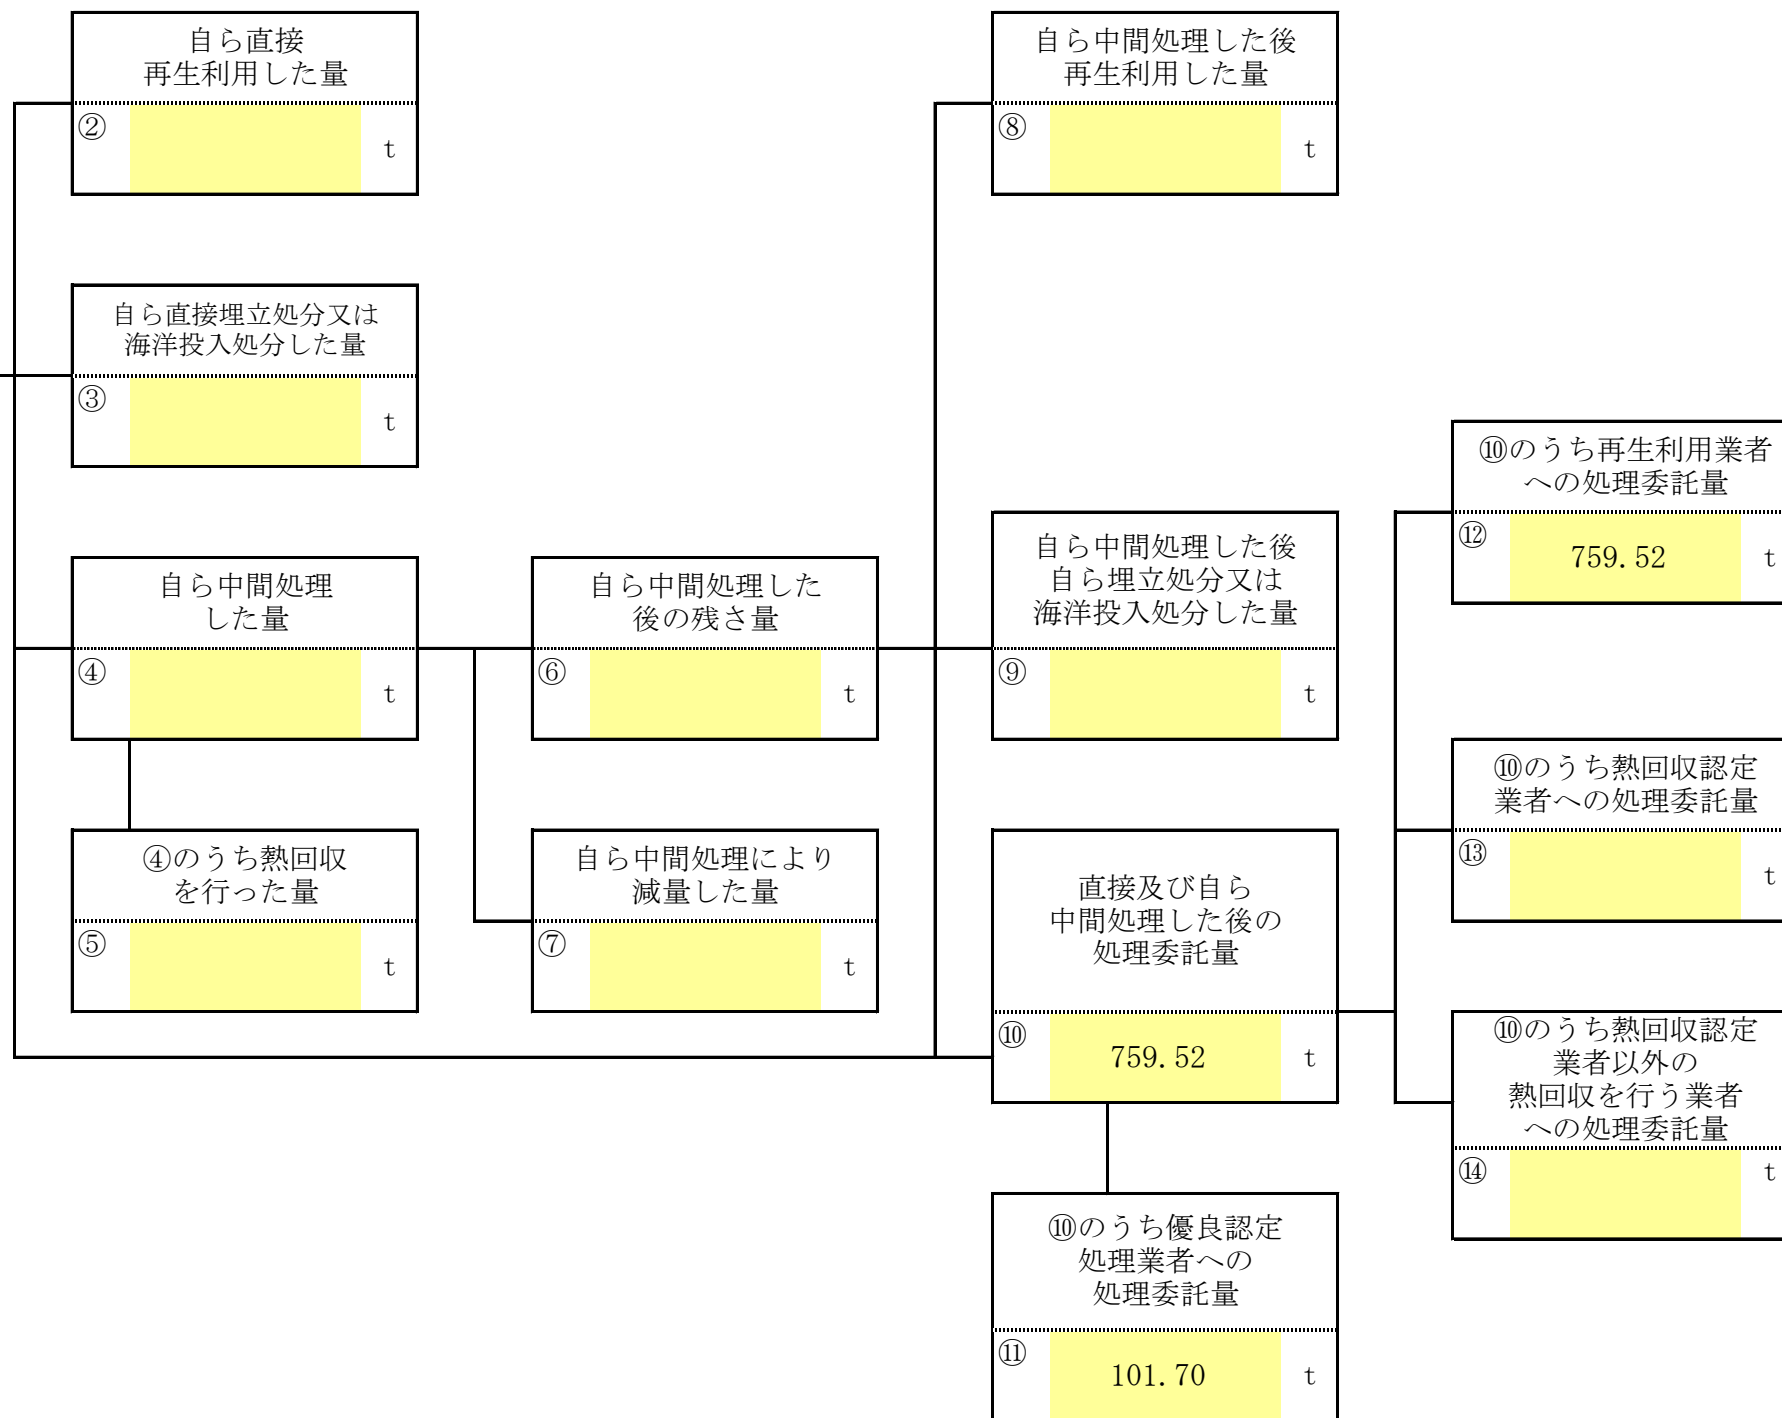 自ら直接
再生利用した量
②
t
自ら中間処理した後
再生利用した量
⑧
t
自ら直接埋立処分又は
海洋投入処分した量
③
t
⑩のうち再生利用業者
への処理委託量
⑫
759.52
t
自ら中間処理
した量
④
t
自ら中間処理した
後の残さ量
⑥
t
自ら中間処理した後
自ら埋立処分又は
海洋投入処分した量
⑨
t
⑩のうち熱回収認定
業者への処理委託量
⑬
t
④のうち熱回収
を行った量
⑤
t
自ら中間処理により
減量した量
⑦
t
直接及び自ら
中間処理した後の
処理委託量
⑩
759.52
t
⑩のうち熱回収認定
業者以外の
熱回収を行う業者
への処理委託量
⑭
t
⑩のうち優良認定
処理業者への
処理委託量
⑪
101.70
t